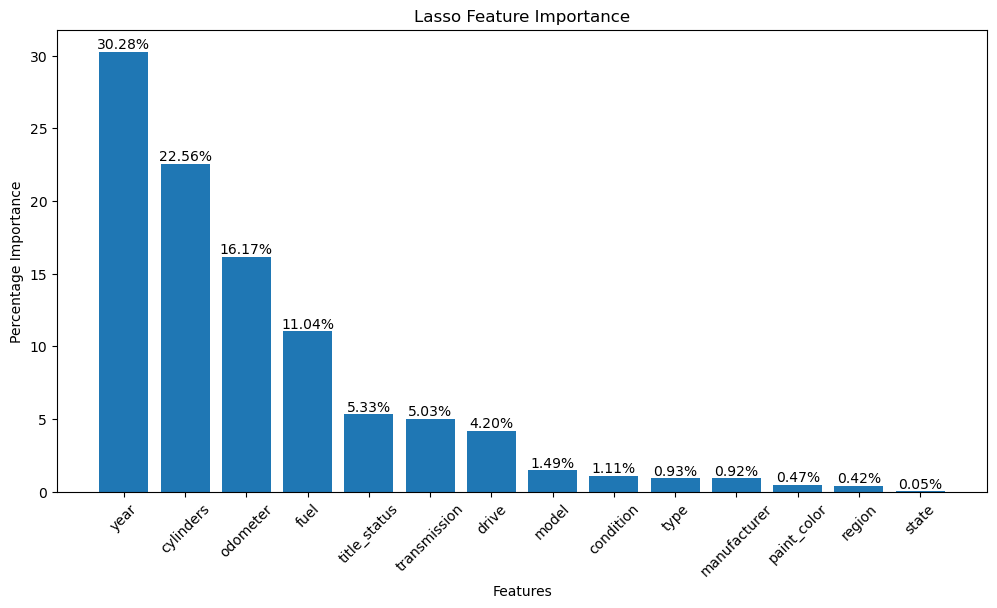 Lasso Feature Importance
Percentage Importance
30
25
20
15
10
5
0
30.28%
22.56%
16.17%
11.04%
5.33%
5.03%
4.20%
1.49%
1.11%
0.93%
0.92%
0.47%
0.42%
0.05%
year
cylinders
odometer
fuel
title_status
transmission
drive
model
condition
type
manufacturer
paint_color
region
state
Features